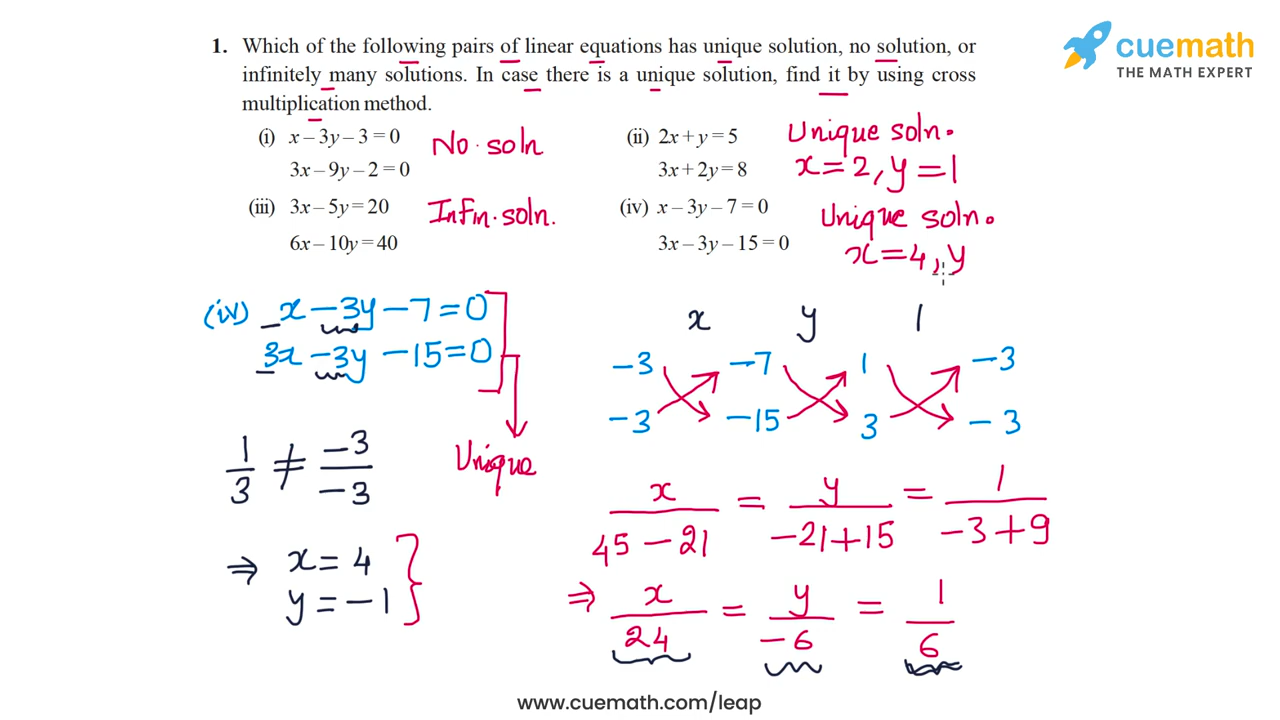 cuemath
THE MATH EXPERT
1. Which of the following pairs of linear equations has unique solution, no solution, or
infinitely many solutions. In case there is a unique solution, find it by using cross
multiplication method.
(i) x – 3y – 3 = 0
3x – 9y – 2 = 0
No. soln
(ii) 2x + y = 5
3x + 2y = 8
Unique soln.
x = 2, y = 1
(iii) 3x – 5y = 20
6x – 10y = 40
Infin. soln.
(iv) x – 3y – 7 = 0
3x – 3y – 15 = 0
Unique soln.
x = 4, y
(iv) x – 3y – 7 = 0
3x – 3y – 15 = 0
Unique
1/3 ≠ -3/-3
⇒ x = 4
y = -1
x y 1
-3 -7 1 -3
-3 -15 3 -3
x/(45 - 21) = y/(-21 + 15) = 1/(-3 + 9)
⇒ x/24 = y/-6 = 1/6
www.cuemath.com/leap